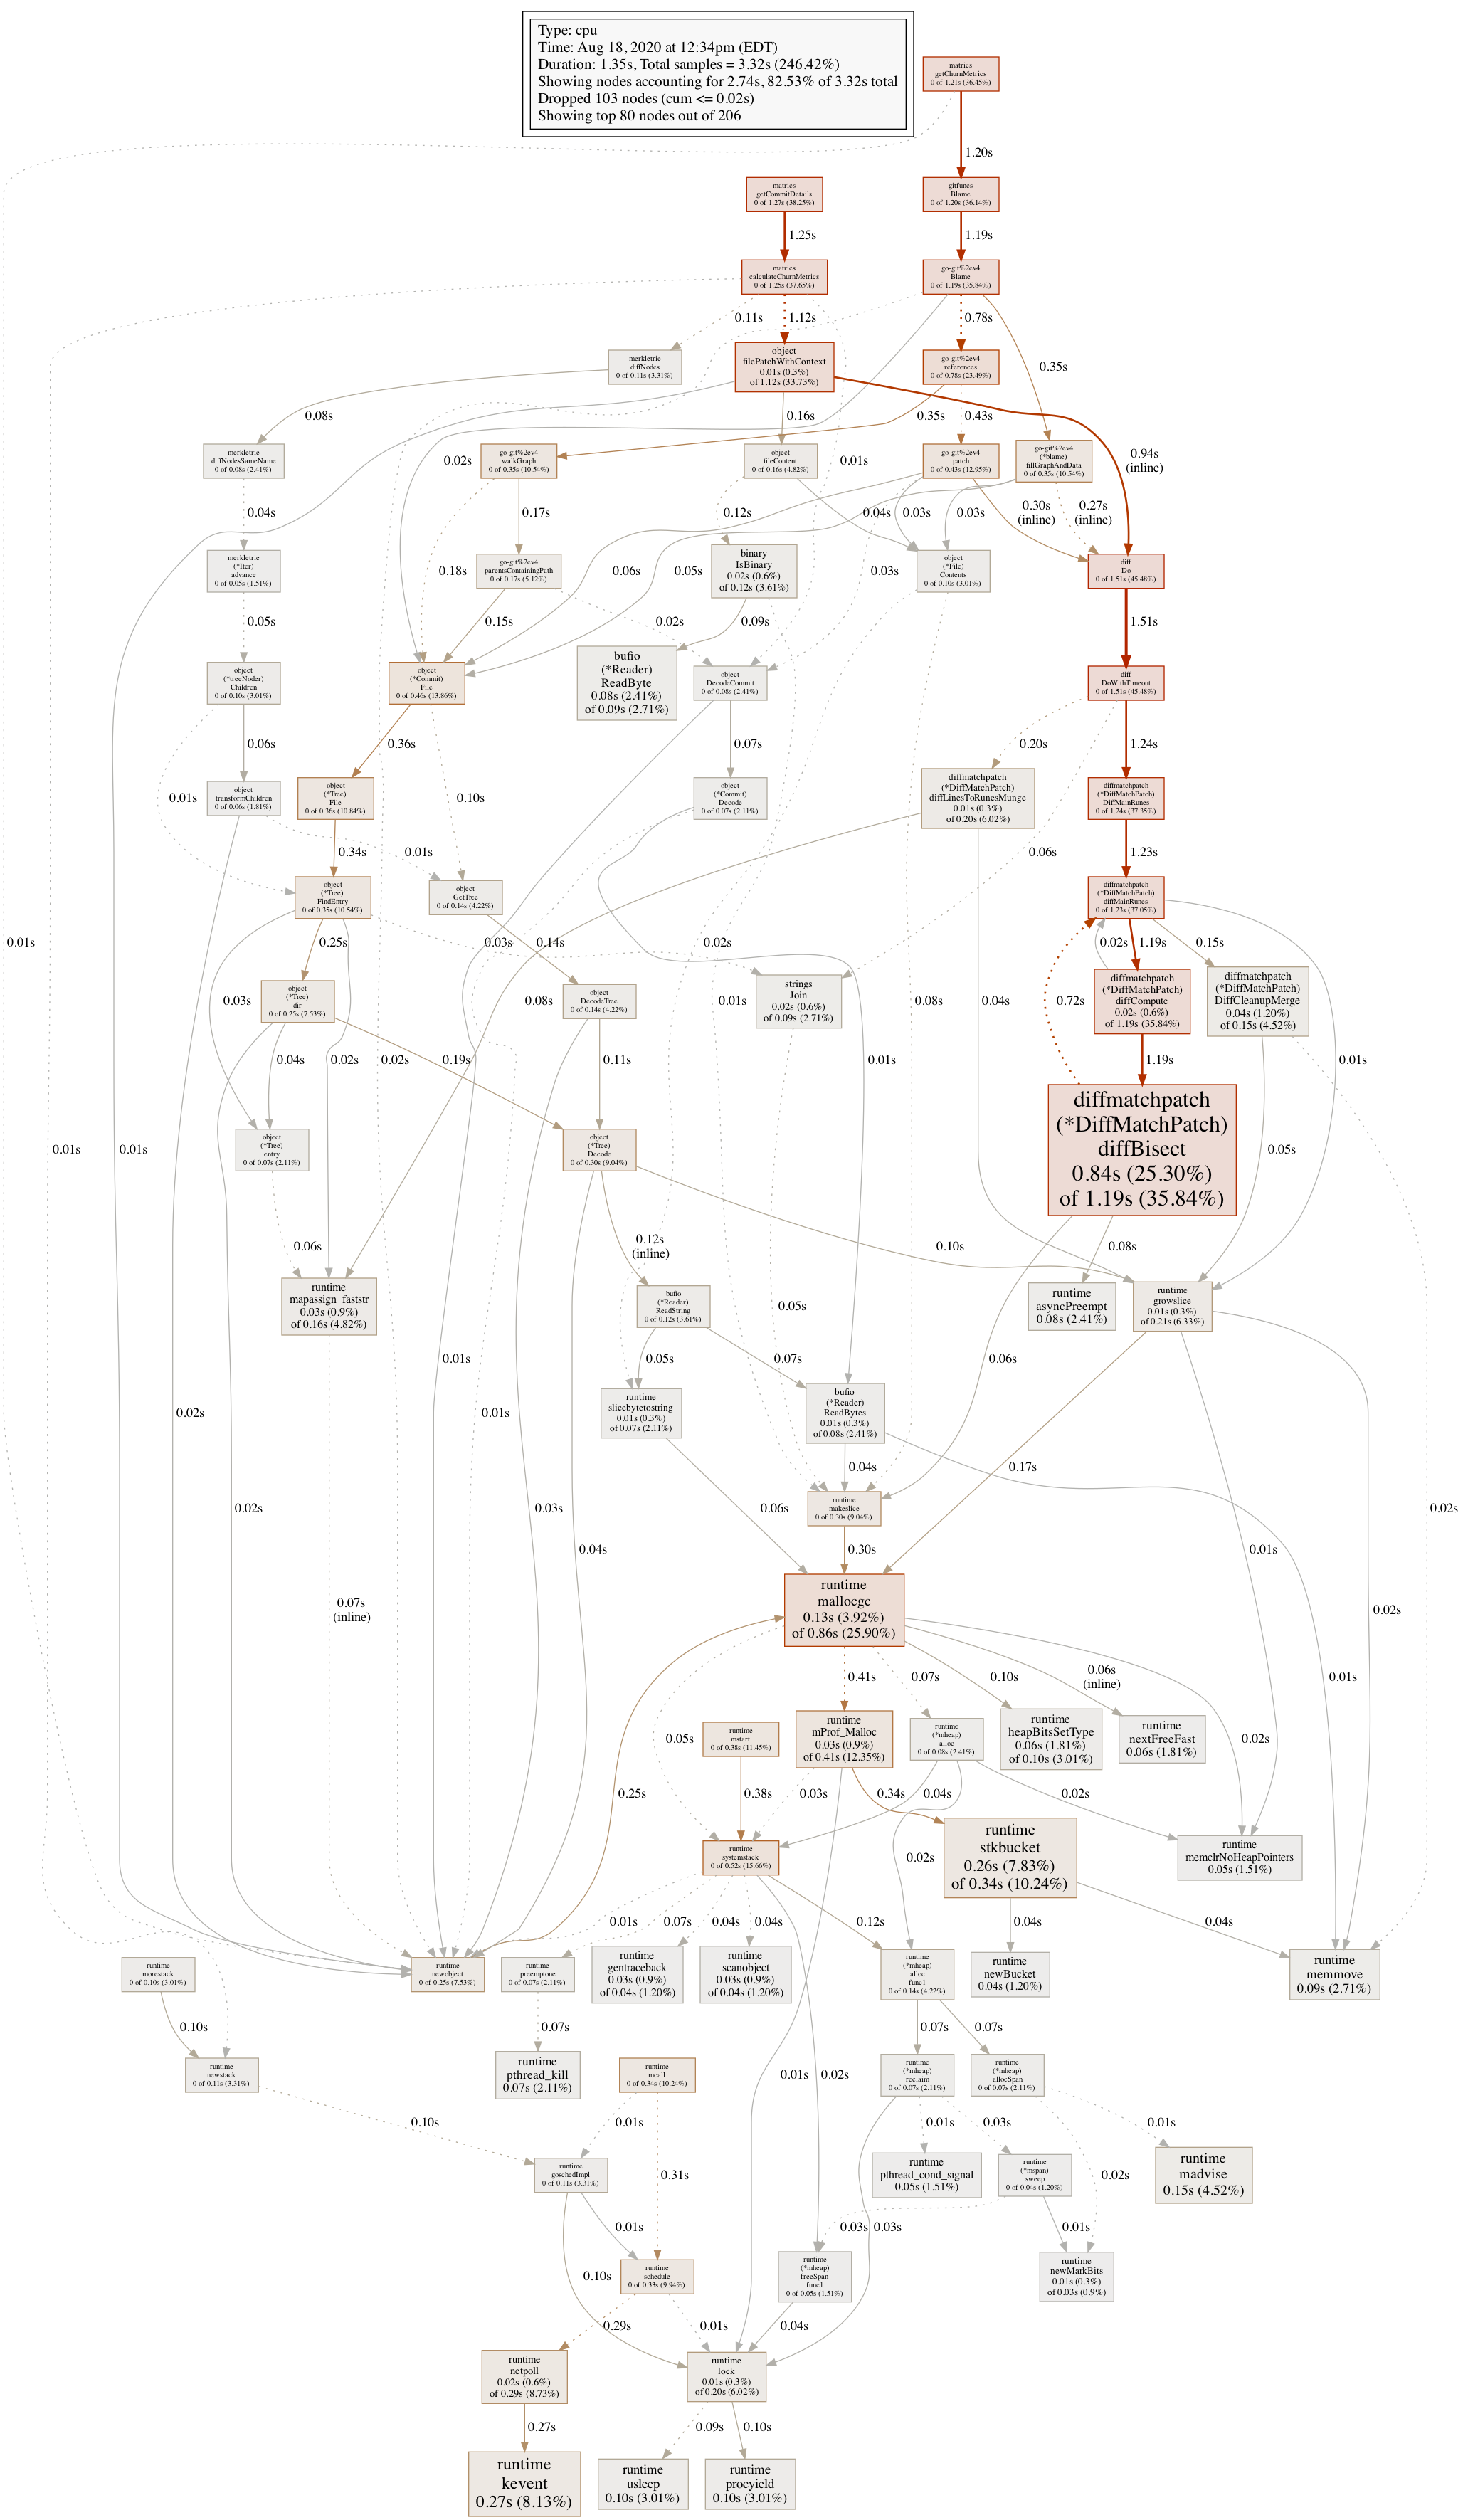 Type: cpu
Time: Aug 18, 2020 at 12:34pm (EDT)
Duration: 1.35s, Total samples = 3.32s (246.42%)
Showing nodes accounting for 2.74s, 82.53% of 3.32s total
Dropped 103 nodes (cum <= 0.02s)
Showing top 80 nodes out of 206
matrics
getChurnMetrics
0 of 1.21s (36.45%)
1.20s
matrics
getCommitDetails
0 of 1.27s (38.25%)
gitfuncs
Blame
0 of 1.20s (36.14%)
1.25s
1.19s
matrics
calculateChurnMetrics
0 of 1.25s (37.65%)
go-git%2ev4
Blame
0 of 1.19s (35.84%)
0.11s
1.12s
0.78s
merkletrie
diffNodes
0 of 0.11s (3.31%)
object
filePatchWithContext
0.01s (0.3%)
of 1.12s (33.73%)
go-git%2ev4
references
0 of 0.78s (23.49%)
0.35s
0.08s
0.16s
0.35s
0.43s
merkletrie
diffNodesSameName
0 of 0.08s (2.41%)
0.02s
go-git%2ev4
walkGraph
0 of 0.35s (10.54%)
object
fileContent
0 of 0.16s (4.82%)
0.01s
go-git%2ev4
patch
0 of 0.43s (12.95%)
go-git%2ev4
(*blame)
fillGraphAndData
0 of 0.35s (10.54%)
0.94s
(inline)
0.04s
0.17s
0.12s
0.04s
0.03s
0.03s
0.30s
(inline)
0.27s
(inline)
merkletrie
(*Iter)
advance
0 of 0.05s (1.51%)
0.18s
go-git%2ev4
parentsContainingPath
0 of 0.17s (5.12%)
0.06s
0.05s
binary
IsBinary
0.02s (0.6%)
of 0.12s (3.61%)
0.03s
object
(*File)
Contents
0 of 0.10s (3.01%)
diff
Do
0 of 1.51s (45.48%)
0.05s
0.15s
0.02s
0.09s
1.51s
object
(*treeNoder)
Children
0 of 0.10s (3.01%)
object
(*Commit)
File
0 of 0.46s (13.86%)
bufio
(*Reader)
ReadByte
0.08s (2.41%)
of 0.09s (2.71%)
object
DecodeCommit
0 of 0.08s (2.41%)
diff
DoWithTimeout
0 of 1.51s (45.48%)
0.06s
0.36s
0.07s
0.20s
1.24s
0.01s
object
transformChildren
0 of 0.06s (1.81%)
object
(*Tree)
File
0 of 0.36s (10.84%)
0.10s
object
(*Commit)
Decode
0 of 0.07s (2.11%)
diffmatchpatch
(*DiffMatchPatch)
diffLinesToRunesMunge
0.01s (0.3%)
of 0.20s (6.02%)
diffmatchpatch
(*DiffMatchPatch)
DiffMainRunes
0 of 1.24s (37.35%)
0.34s
0.01s
0.06s
1.23s
object
(*Tree)
FindEntry
0 of 0.35s (10.54%)
object
GetTree
0 of 0.14s (4.22%)
diffmatchpatch
(*DiffMatchPatch)
diffMainRunes
0 of 1.23s (37.05%)
0.01s
0.25s
0.03s
0.14s
0.02s
0.02s
1.19s
0.15s
0.03s
object
(*Tree)
dir
0 of 0.25s (7.53%)
0.08s
object
DecodeTree
0 of 0.14s (4.22%)
0.01s
strings
Join
0.02s (0.6%)
of 0.09s (2.71%)
0.08s
0.04s
0.72s
diffmatchpatch
(*DiffMatchPatch)
diffCompute
0.02s (0.6%)
of 1.19s (35.84%)
diffmatchpatch
(*DiffMatchPatch)
DiffCleanupMerge
0.04s (1.20%)
of 0.15s (4.52%)
0.04s
0.02s
0.02s
0.19s
0.11s
0.01s
1.19s
0.01s
0.01s
0.01s
object
(*Tree)
entry
0 of 0.07s (2.11%)
object
(*Tree)
Decode
0 of 0.30s (9.04%)
diffmatchpatch
(*DiffMatchPatch)
diffBisect
0.84s (25.30%)
of 1.19s (35.84%)
0.05s
0.06s
0.12s
(inline)
0.10s
0.08s
runtime
mapassign_faststr
0.03s (0.9%)
of 0.16s (4.82%)
bufio
(*Reader)
ReadString
0 of 0.12s (3.61%)
0.05s
runtime
asyncPreempt
0.08s (2.41%)
runtime
growslice
0.01s (0.3%)
of 0.21s (6.33%)
0.01s
0.05s
0.07s
0.06s
0.02s
0.01s
runtime
slicebytetostring
0.01s (0.3%)
of 0.07s (2.11%)
bufio
(*Reader)
ReadBytes
0.01s (0.3%)
of 0.08s (2.41%)
0.04s
0.17s
0.02s
0.03s
0.06s
runtime
makeslice
0 of 0.30s (9.04%)
0.02s
0.04s
0.30s
0.01s
0.07s
(inline)
runtime
mallocgc
0.13s (3.92%)
of 0.86s (25.90%)
0.02s
0.41s
0.07s
0.10s
0.06s
(inline)
0.01s
0.05s
runtime
mstart
0 of 0.38s (11.45%)
runtime
mProf_Malloc
0.03s (0.9%)
of 0.41s (12.35%)
runtime
(*mheap)
alloc
0 of 0.08s (2.41%)
runtime
heapBitsSetType
0.06s (1.81%)
of 0.10s (3.01%)
runtime
nextFreeFast
0.06s (1.81%)
0.02s
0.25s
0.38s
0.03s
0.34s
0.04s
0.02s
runtime
systemstack
0 of 0.52s (15.66%)
0.02s
runtime
stkbucket
0.26s (7.83%)
of 0.34s (10.24%)
runtime
memclrNoHeapPointers
0.05s (1.51%)
0.01s
0.07s
0.04s
0.04s
0.12s
0.04s
0.04s
runtime
morestack
0 of 0.10s (3.01%)
runtime
newobject
0 of 0.25s (7.53%)
runtime
preemptone
0 of 0.07s (2.11%)
runtime
gentraceback
0.03s (0.9%)
of 0.04s (1.20%)
runtime
scanobject
0.03s (0.9%)
of 0.04s (1.20%)
runtime
(*mheap)
alloc
func1
0 of 0.14s (4.22%)
runtime
newBucket
0.04s (1.20%)
runtime
memmove
0.09s (2.71%)
0.10s
0.07s
0.07s
0.07s
runtime
newstack
0 of 0.11s (3.31%)
runtime
pthread_kill
0.07s (2.11%)
runtime
mcall
0 of 0.34s (10.24%)
0.01s
0.02s
runtime
(*mheap)
reclaim
0 of 0.07s (2.11%)
runtime
(*mheap)
allocSpan
0 of 0.07s (2.11%)
0.10s
0.01s
0.01s
0.03s
0.01s
runtime
goschedImpl
0 of 0.11s (3.31%)
0.31s
runtime
pthread_cond_signal
0.05s (1.51%)
runtime
(*mspan)
sweep
0 of 0.04s (1.20%)
0.02s
runtime
madvise
0.15s (4.52%)
0.01s
0.03s
0.03s
0.01s
0.10s
runtime
schedule
0 of 0.33s (9.94%)
runtime
(*mheap)
freeSpan
func1
0 of 0.05s (1.51%)
runtime
newMarkBits
0.01s (0.3%)
of 0.03s (0.9%)
0.29s
0.01s
0.04s
runtime
netpoll
0.02s (0.6%)
of 0.29s (8.73%)
runtime
lock
0.01s (0.3%)
of 0.20s (6.02%)
0.27s
0.09s
0.10s
runtime
kevent
0.27s (8.13%)
runtime
usleep
0.10s (3.01%)
runtime
procyield
0.10s (3.01%)